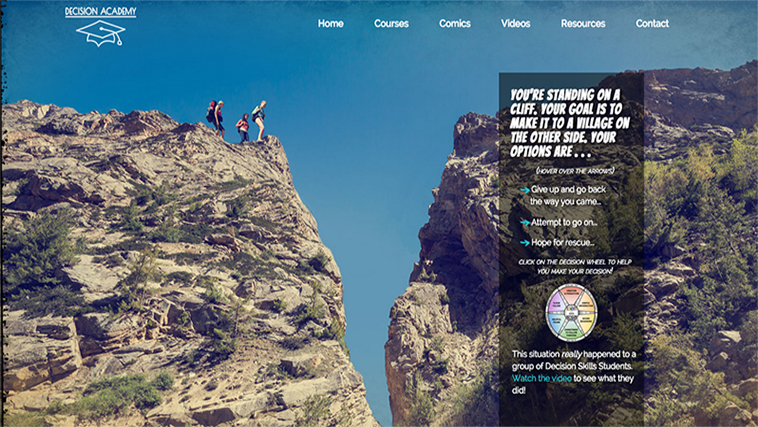 DECISION ACADEMY
Home Courses Comics Videos Resources Contact
YOU'RE STANDING ON A
CLIFF. YOUR GOAL IS TO
MAKE IT TO A VILLAGE ON
THE OTHER SIDE. YOUR
OPTIONS ARE . . .
(HOVER OVER THE ARROWS)
Give up and go back
the way you came...
Attempt to go on...
Hope for rescue...
CLICK ON THE DECISION WHEEL TO HELP
YOU MAKE YOUR DECISION!
This situation really happened to a
group of Decision Skills Students.
Watch the video to see what they
did!